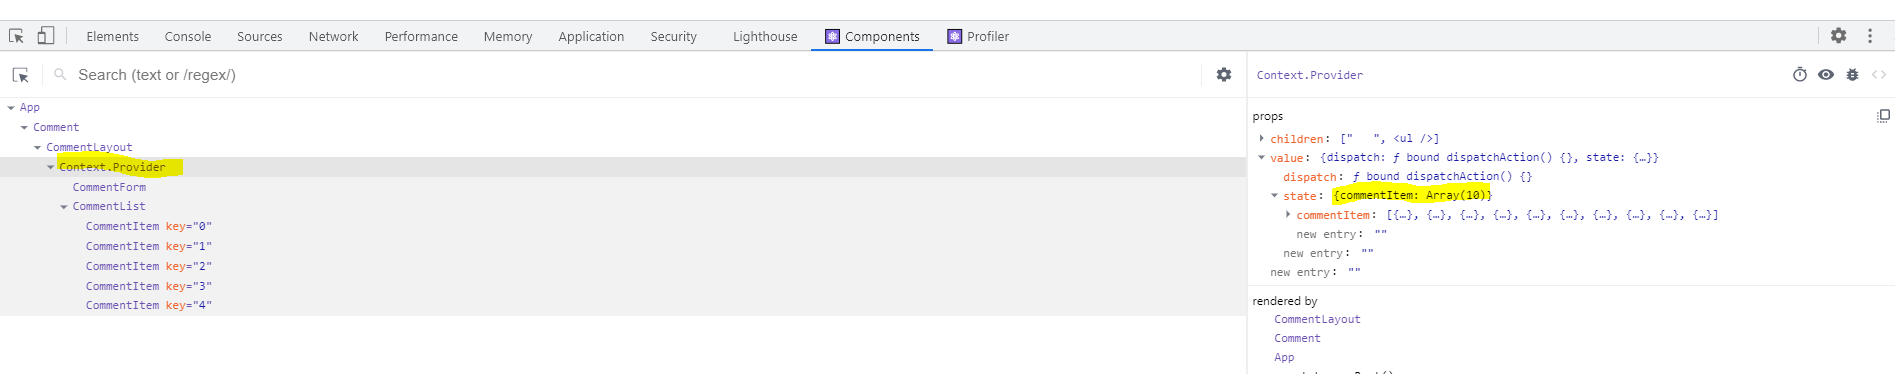 Elements Console Sources Network Performance Memory Application Security Lighthouse Components Profiler
Search (text or /regex/)
App
Comment
CommentLayout
Context.Provider
CommentForm
CommentList
CommentItem key="0"
CommentItem key="1"
CommentItem key="2"
CommentItem key="3"
CommentItem key="4"
Context.Provider
props
children: ["   ", <ul />]
value: {dispatch: ƒ bound dispatchAction() {}, state: {…}}
dispatch: ƒ bound dispatchAction() {}
state: {commentItem: Array(10)}
commentItem: [{…}, {…}, {…}, {…}, {…}, {…}, {…}, {…}, {…}, {…}]
new entry: ""
new entry: ""
new entry: ""
rendered by
CommentLayout
Comment
App